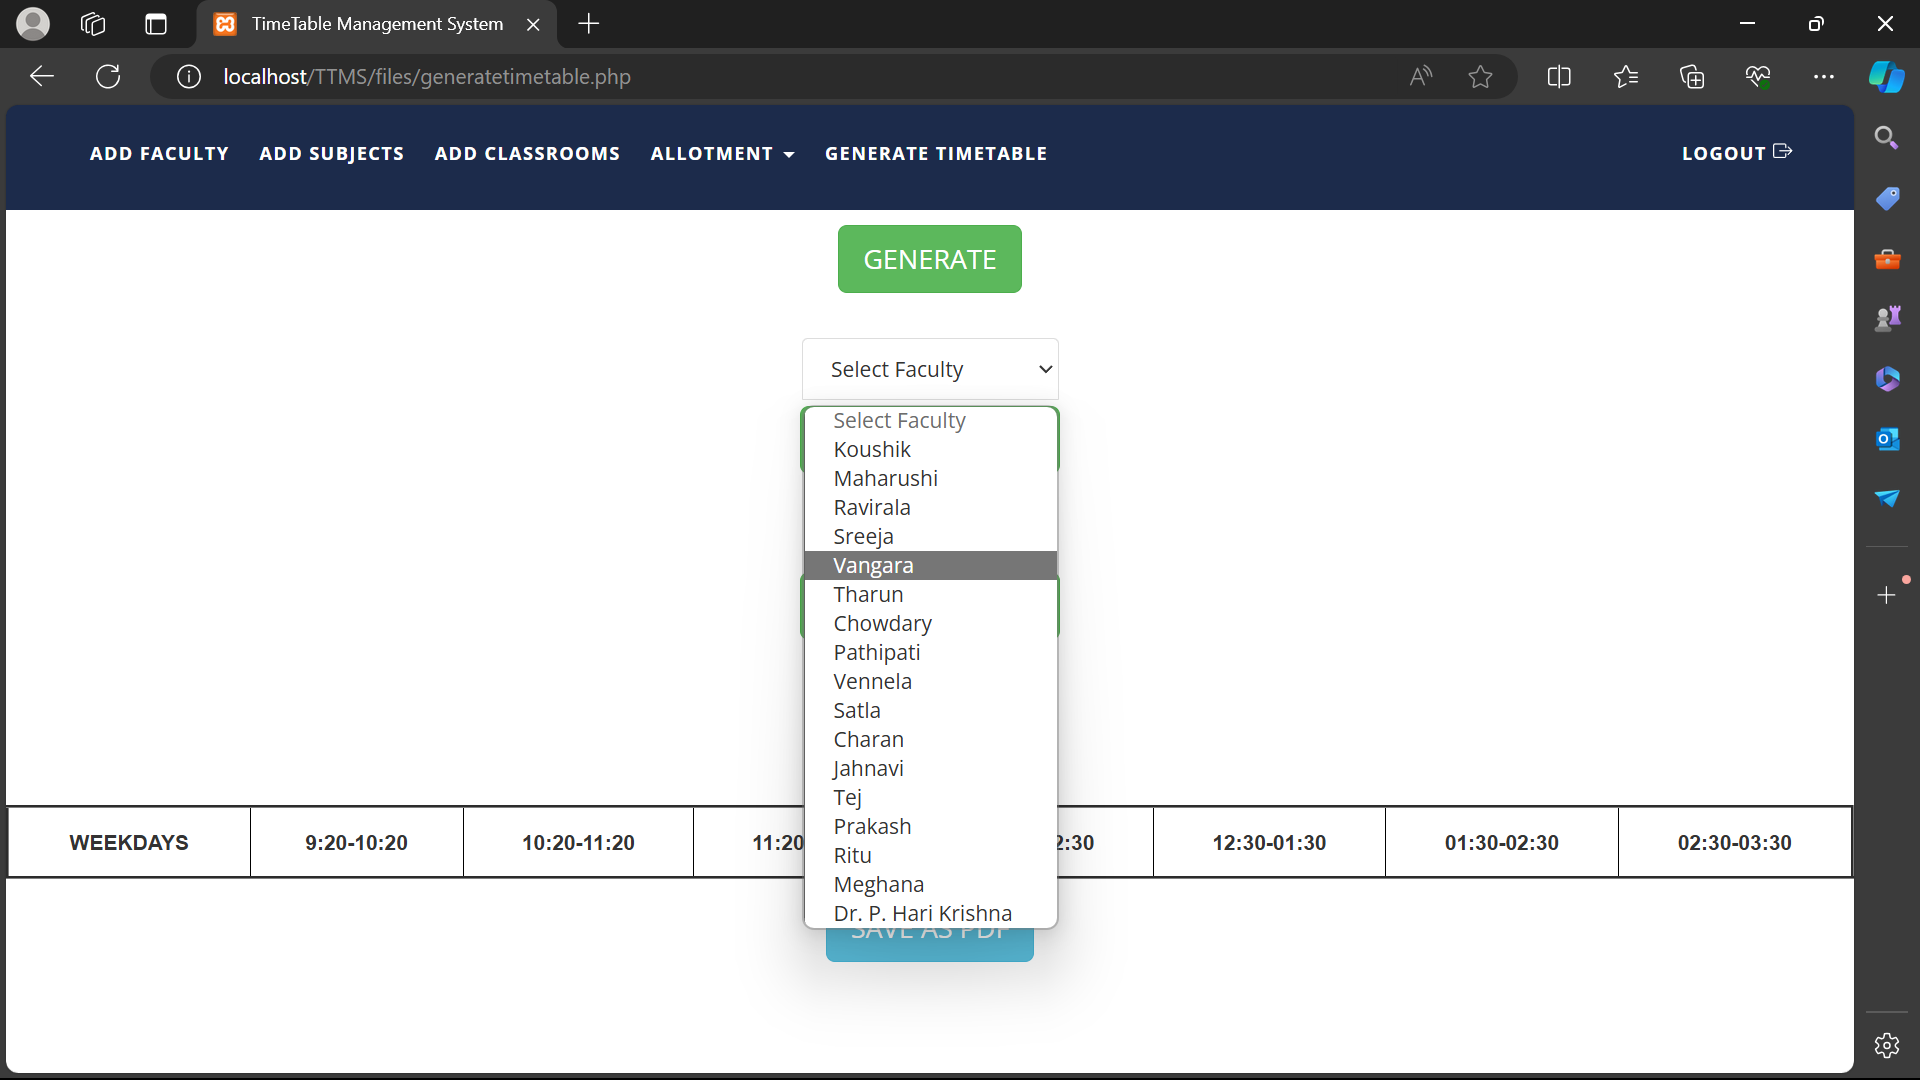 TimeTable Management System
localhost/TTMS/files/generatetimetable.php
ADD FACULTY ADD SUBJECTS ADD CLASSROOMS ALLOTMENT GENERATE TIMETABLE LOGOUT
GENERATE
Select Faculty
Select Faculty
Koushik
Maharushi
Ravirala
Sreeja
Vangara
Tharun
Chowdary
Pathipati
Vennela
Satla
Charan
Jahnavi
Tej
Prakash
Ritu
Meghana
Dr. P. Hari Krishna
WEEKDAYS 9:20-10:20 10:20-11:20 11:20 2:30 12:30-01:30 01:30-02:30 02:30-03:30
SAVE AS PDF